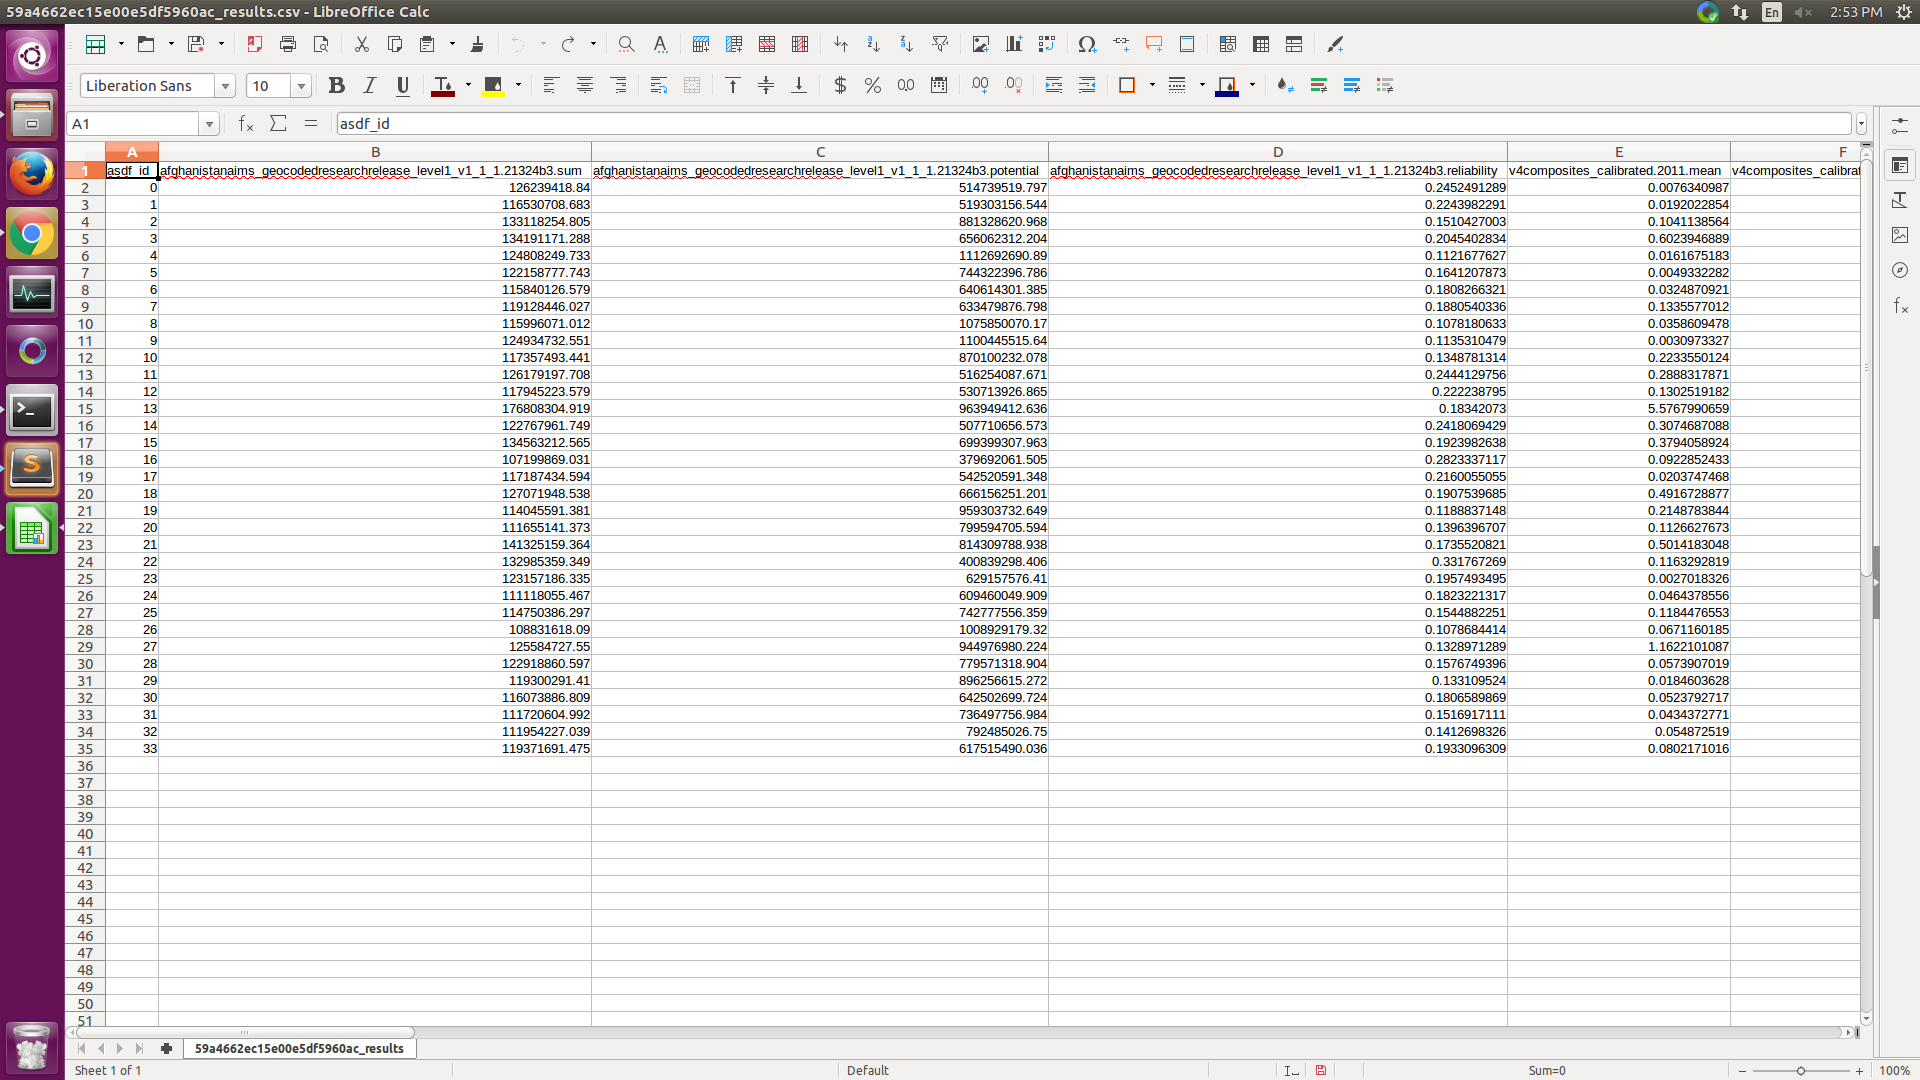 59a4662ec15e00e5df5960ac_results.csv - LibreOffice Calc En 2:53 PM
Liberation Sans 10
A1 asdf_id
A B C D E F
1 asdf_id afghanistanaims_geocodedresearchrelease_level1_v1_1_1.21324b3.sum afghanistanaims_geocodedresearchrelease_level1_v1_1_1.21324b3.potential afghanistanaims_geocodedresearchrelease_level1_v1_1_1.21324b3.reliability v4composites_calibrated.2011.mean v4composites_calibrat
2 0 126239418.84 514739519.797 0.2452491289 0.0076340987
3 1 116530708.683 519303156.544 0.2243982291 0.0192022854
4 2 133118254.805 881328620.968 0.1510427003 0.1041138564
5 3 134191171.288 656062312.204 0.2045402834 0.6023946889
6 4 124808249.733 1112692690.89 0.1121677627 0.0161675183
7 5 122158777.743 744322396.786 0.1641207873 0.0049332282
8 6 115840126.579 640614301.385 0.1808266321 0.0324870921
9 7 119128446.027 633479876.798 0.1880540336 0.1335577012
10 8 115996071.012 1075850070.17 0.1078180633 0.0358609478
11 9 124934732.551 1100445515.64 0.1135310479 0.0030973327
12 10 117357493.441 870100232.078 0.1348781314 0.2233550124
13 11 126179197.708 516254087.671 0.2444129756 0.2888317871
14 12 117945223.579 530713926.865 0.222238795 0.1302519182
15 13 176808304.919 963949412.636 0.18342073 5.5767990659
16 14 122767961.749 507710656.573 0.2418069429 0.3074687088
17 15 134563212.565 699399307.963 0.1923982638 0.3794058924
18 16 107199869.031 379692061.505 0.2823337117 0.0922852433
19 17 117187434.594 542520591.348 0.2160055055 0.0203747468
20 18 127071948.538 666156251.201 0.1907539685 0.4916728877
21 19 114045591.381 959303732.649 0.1188837148 0.2148783844
22 20 111655141.373 799594705.594 0.1396396707 0.1126627673
23 21 141325159.364 814309788.938 0.1735520821 0.5014183048
24 22 132985359.349 400839298.406 0.331767269 0.1163292819
25 23 123157186.335 629157576.41 0.1957493495 0.0027018326
26 24 111118055.467 609460049.909 0.1823221317 0.0464378556
27 25 114750386.297 742777556.359 0.1544882251 0.1184476553
28 26 108831618.09 1008929179.32 0.1078684414 0.0671160185
29 27 125584727.55 944976980.224 0.1328971289 1.1622101087
30 28 122918860.597 779571318.904 0.1576749396 0.0573907019
31 29 119300291.41 896256615.272 0.133109524 0.0184603628
32 30 116073886.809 642502699.724 0.1806589869 0.0523792717
33 31 111720604.992 736497756.984 0.1516917111 0.0434372771
34 32 111954227.039 792485026.75 0.1412698326 0.054872519
35 33 119371691.475 617515490.036 0.1933096309 0.0802171016
36
37
38
39
40
41
42
43
44
45
46
47
48
49
50
51
59a4662ec15e00e5df5960ac_results
Sheet 1 of 1 Default Sum=0 100%